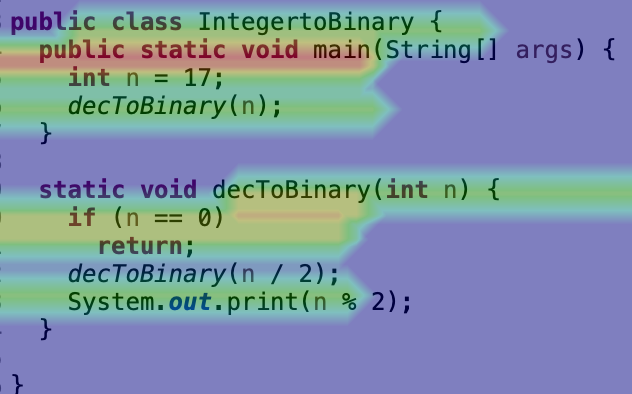 public class IntegertoBinary {
public static void main(String[] args) {
int n = 17;
decToBinary(n);
}
static void decToBinary(int n) {
if (n == 0)
return;
decToBinary(n / 2);
System.out.print(n % 2);
}
}